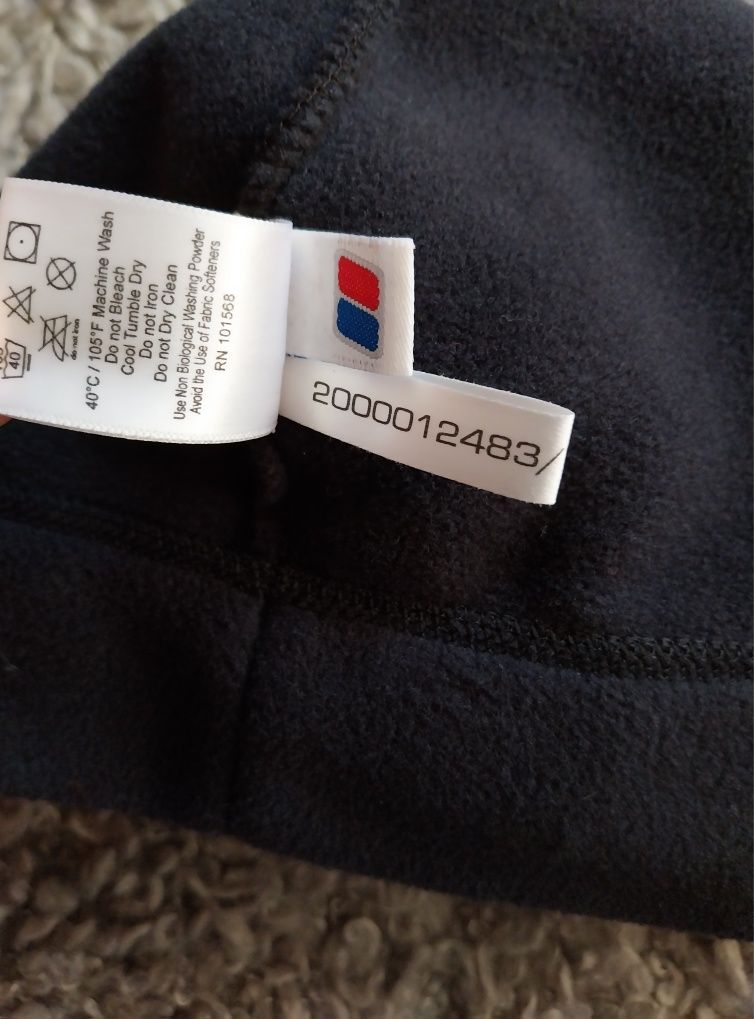 40°C / 105°F Machine Wash
Do not Bleach
Cool Tumble Dry
Do not Iron
Do not Dry Clean
Use Non Biological Washing Powder
Avoid the Use of Fabric Softeners
RN 101568
40
do not iron
2000012483/